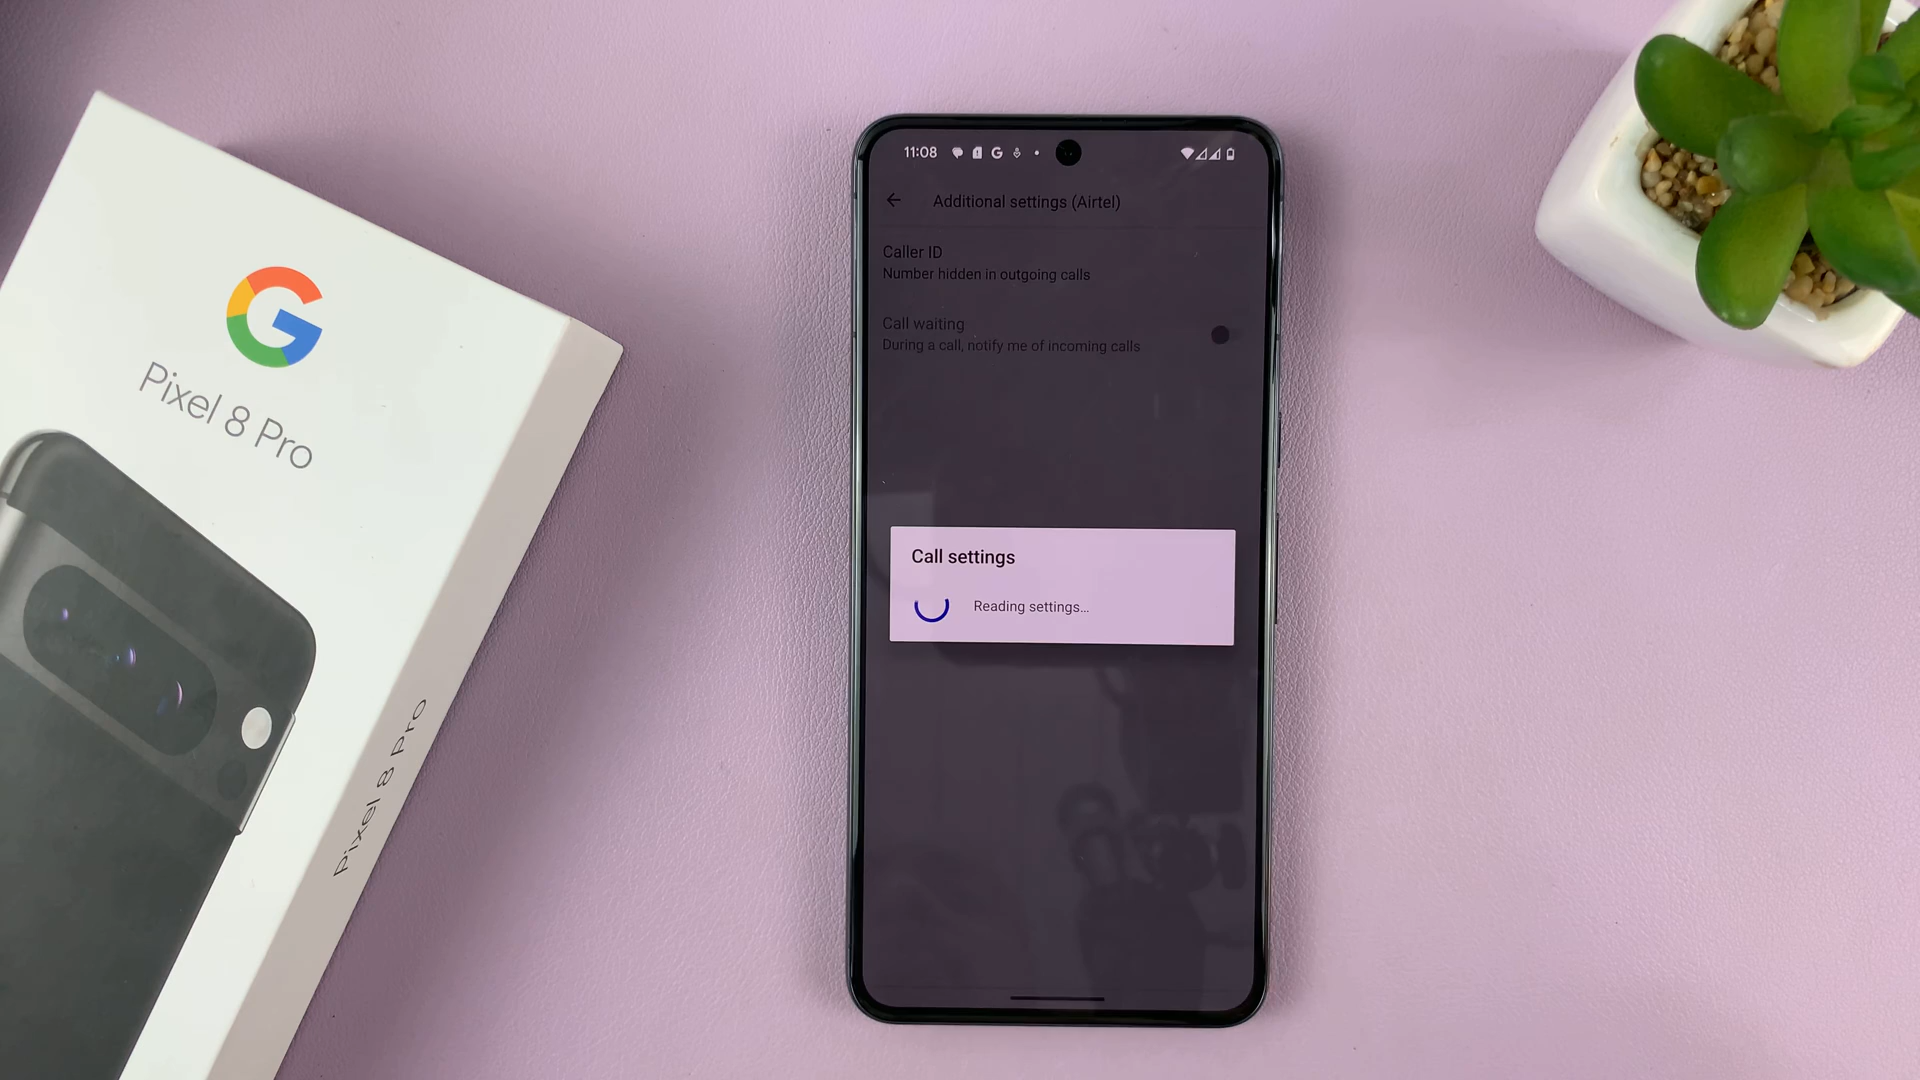 Pixel 8 Pro
Pixel 8 Pro
11:08
Additional settings (Airtel)
Caller ID
Number hidden in outgoing calls
Call waiting
During a call, notify me of incoming calls
Call settings
Reading settings...